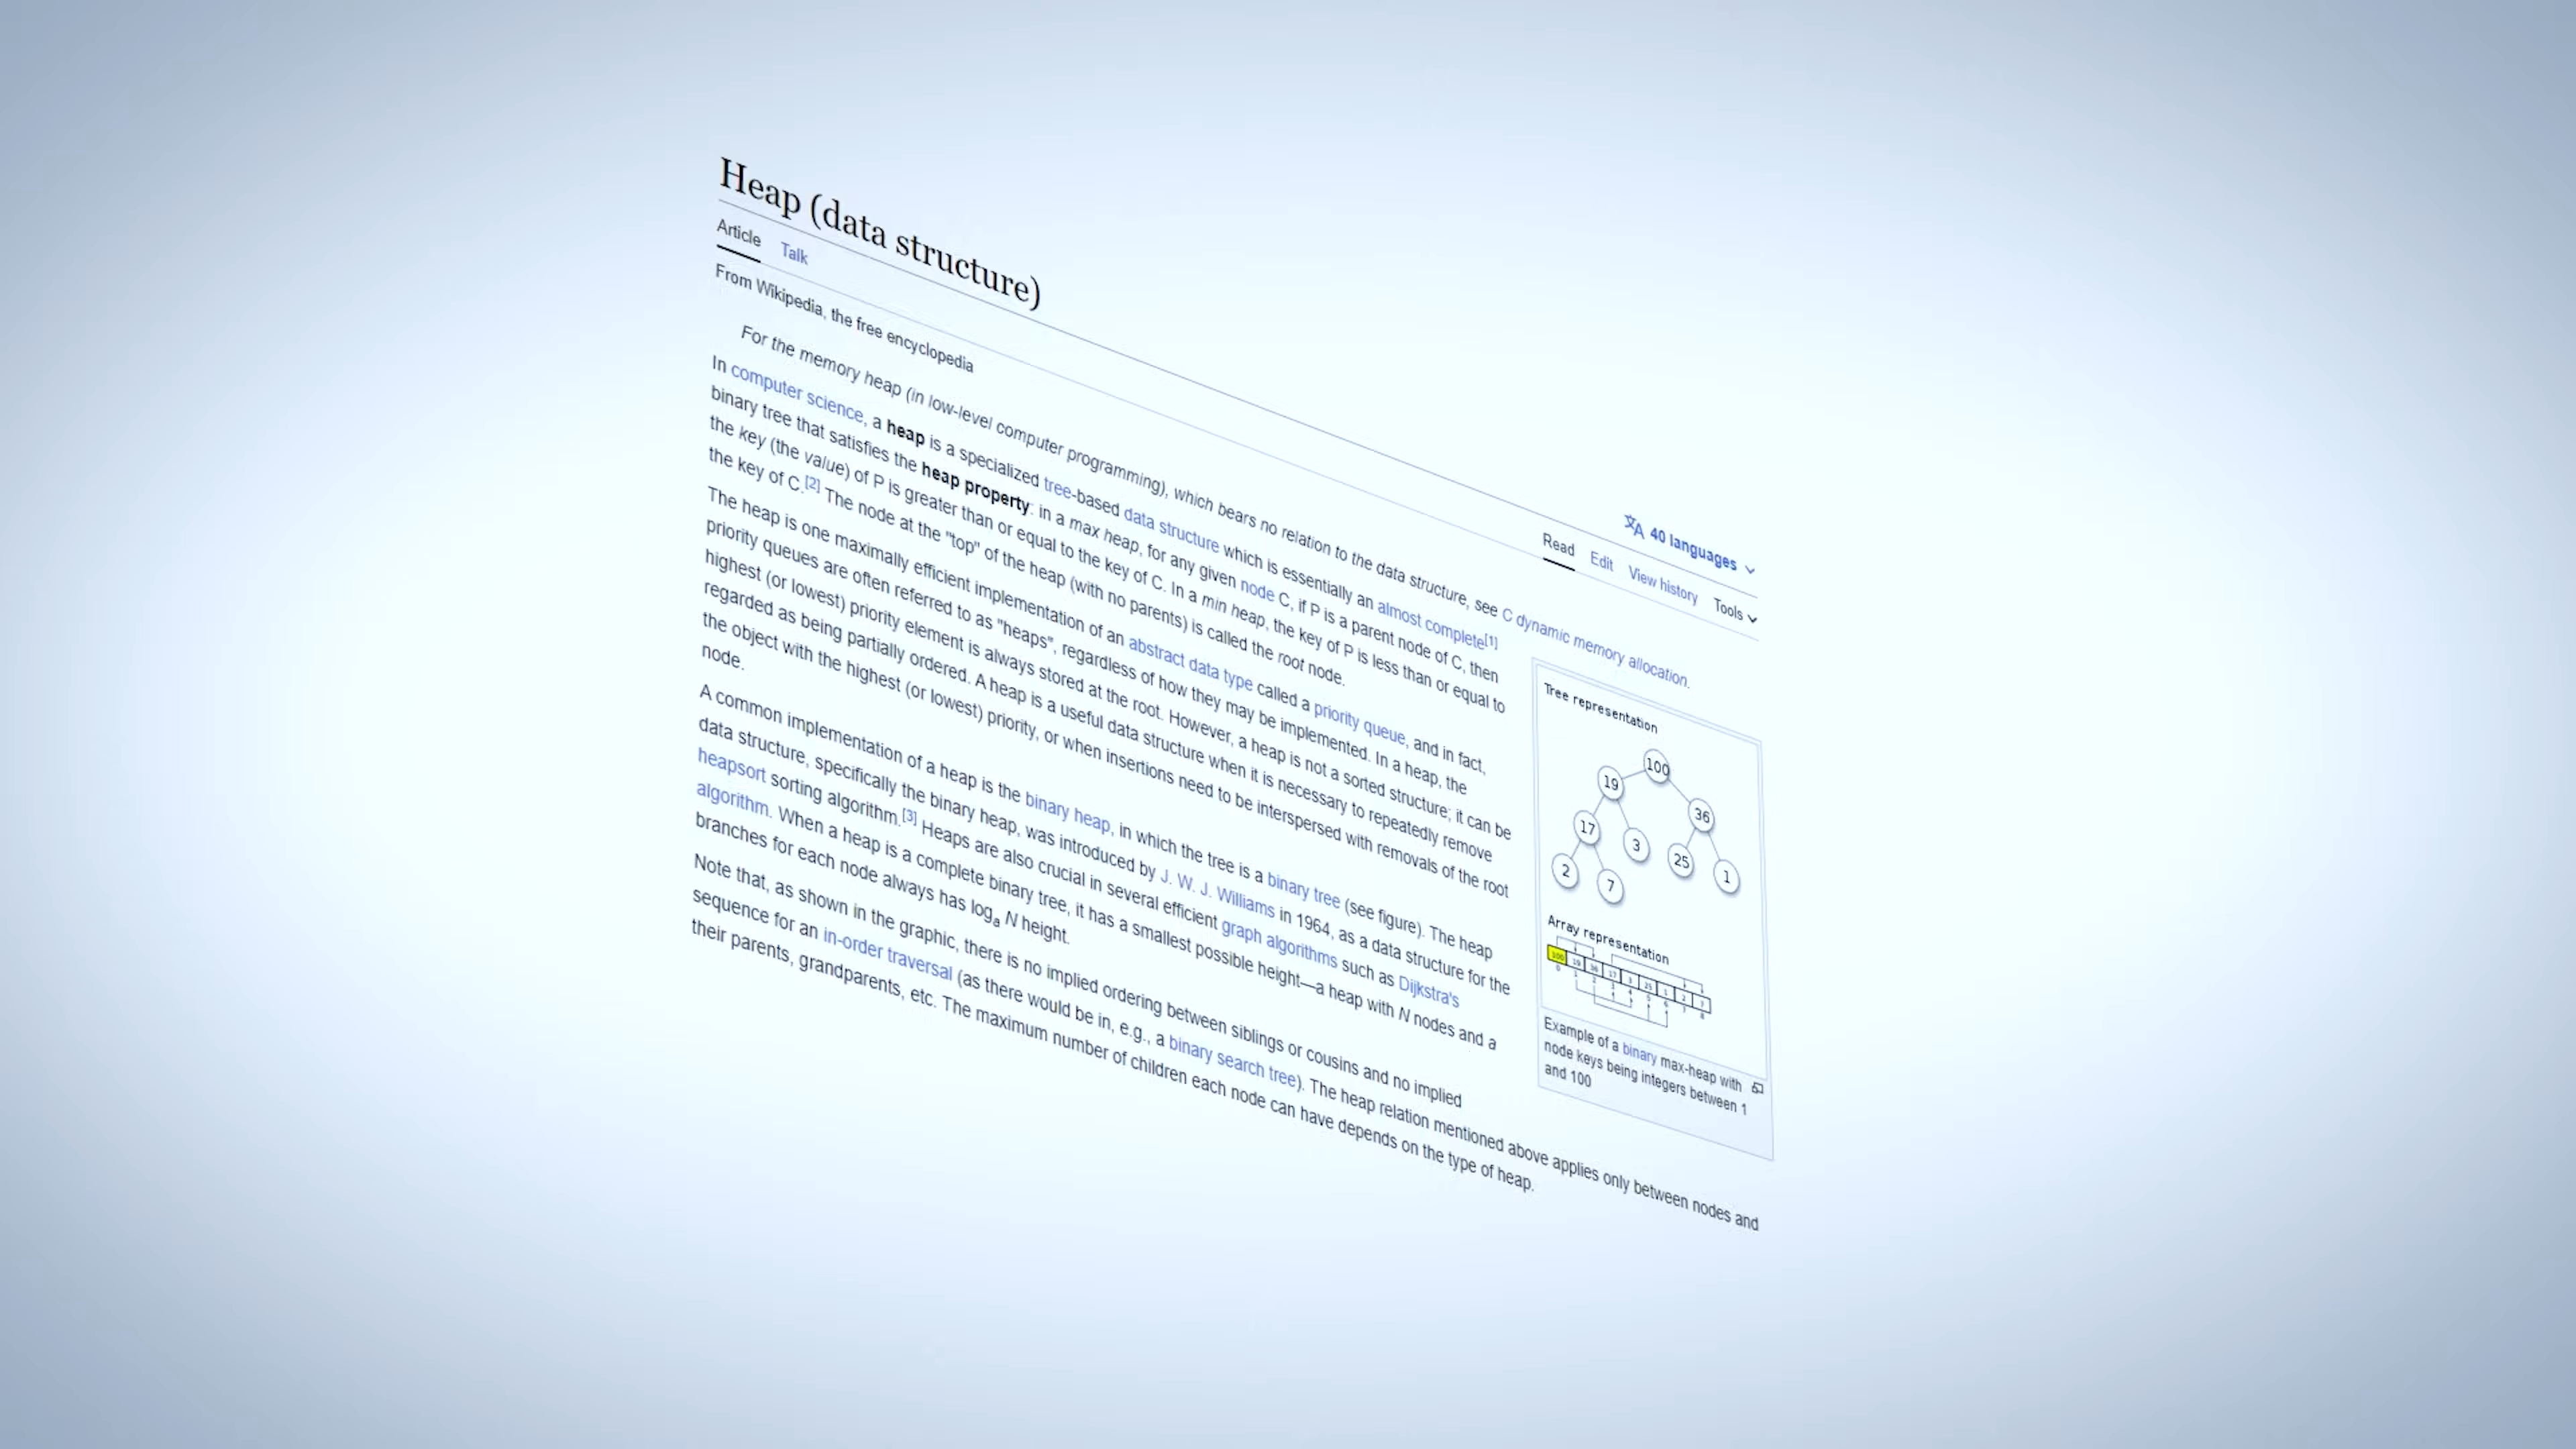 Heap (data structure)
40 languages
Article Talk
Read Edit View history Tools
From Wikipedia, the free encyclopedia
For the memory heap (in low-level computer programming), which bears no relation to the data structure, see C dynamic memory allocation.
In computer science, a heap is a specialized tree-based data structure which is essentially an almost complete[1]
binary tree that satisfies the heap property: in a max heap, for any given node C, if P is a parent node of C, then
the key (the value) of P is greater than or equal to the key of C. In a min heap, the key of P is less than or equal to
the key of C.[2] The node at the "top" of the heap (with no parents) is called the root node.
The heap is one maximally efficient implementation of an abstract data type called a priority queue, and in fact,
priority queues are often referred to as "heaps", regardless of how they may be implemented. In a heap, the
highest (or lowest) priority element is always stored at the root. However, a heap is not a sorted structure; it can be
regarded as being partially ordered. A heap is a useful data structure when it is necessary to repeatedly remove
the object with the highest (or lowest) priority, or when insertions need to be interspersed with removals of the root
node.
A common implementation of a heap is the binary heap, in which the tree is a binary tree (see figure). The heap
data structure, specifically the binary heap, was introduced by J. W. J. Williams in 1964, as a data structure for the
heapsort sorting algorithm.[3] Heaps are also crucial in several efficient graph algorithms such as Dijkstra's
algorithm. When a heap is a complete binary tree, it has a smallest possible height—a heap with N nodes and a
branches for each node always has logₐ N height.
Note that, as shown in the graphic, there is no implied ordering between siblings or cousins and no implied
sequence for an in-order traversal (as there would be in, e.g., a binary search tree). The heap relation mentioned above applies only between nodes and
their parents, grandparents, etc. The maximum number of children each node can have depends on the type of heap.
Tree representation
100
19
36
17
3
25
1
2
7
Array representation
100 19 36 17 3 25 1 2 7
0 1 2 3 4 5 6 7 8
Example of a binary max-heap with
node keys being integers between 1
and 100